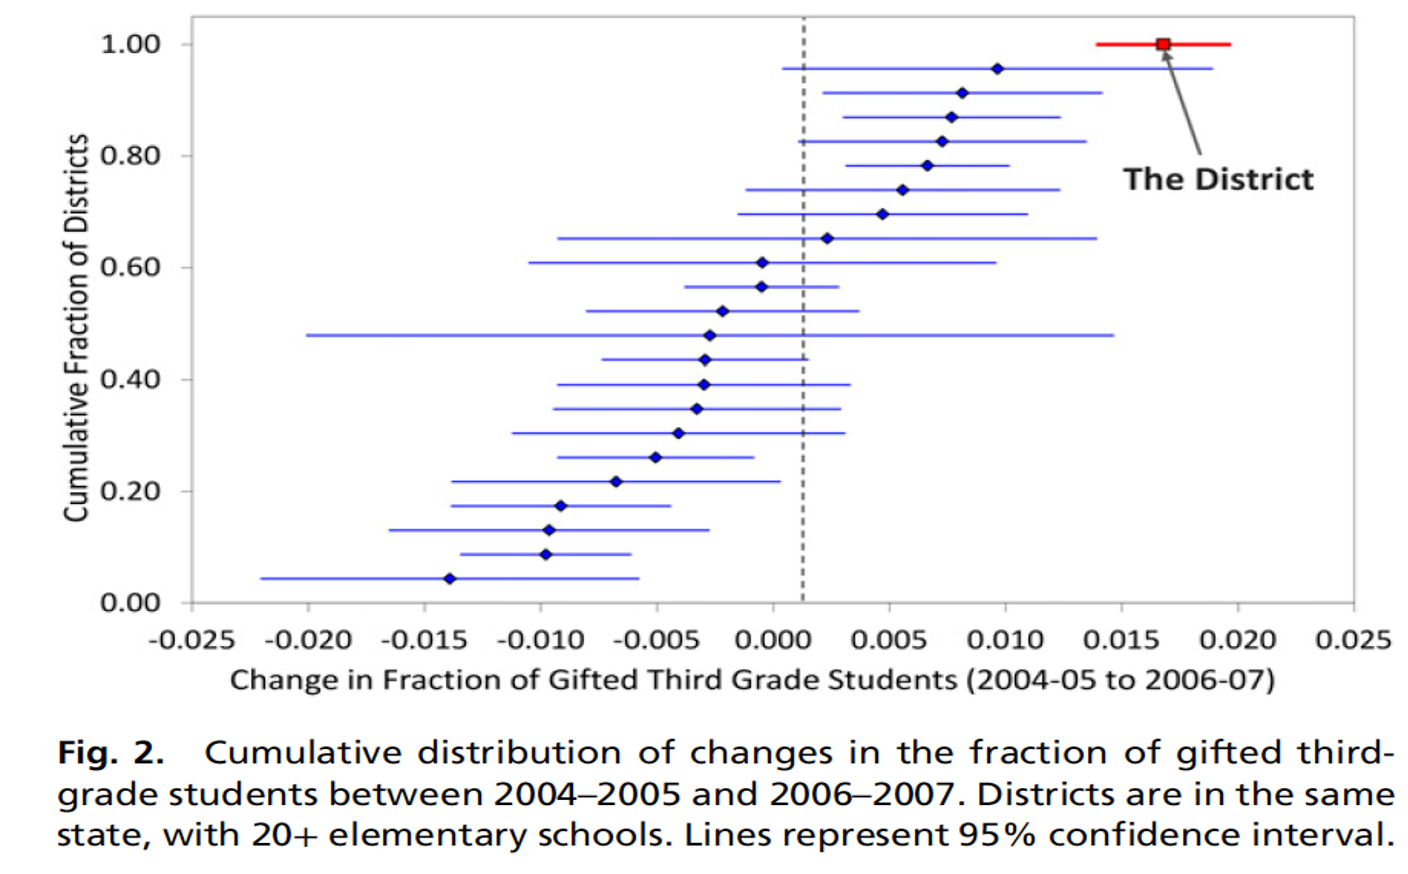 Cumulative Fraction of Districts
1.00
0.80
0.60
0.40
0.20
0.00
The District
-0.025 -0.020 -0.015 -0.010 -0.005 0.000 0.005 0.010 0.015 0.020 0.025
Change in Fraction of Gifted Third Grade Students (2004-05 to 2006-07)
Fig. 2. Cumulative distribution of changes in the fraction of gifted third-
grade students between 2004–2005 and 2006–2007. Districts are in the same
state, with 20+ elementary schools. Lines represent 95% confidence interval.